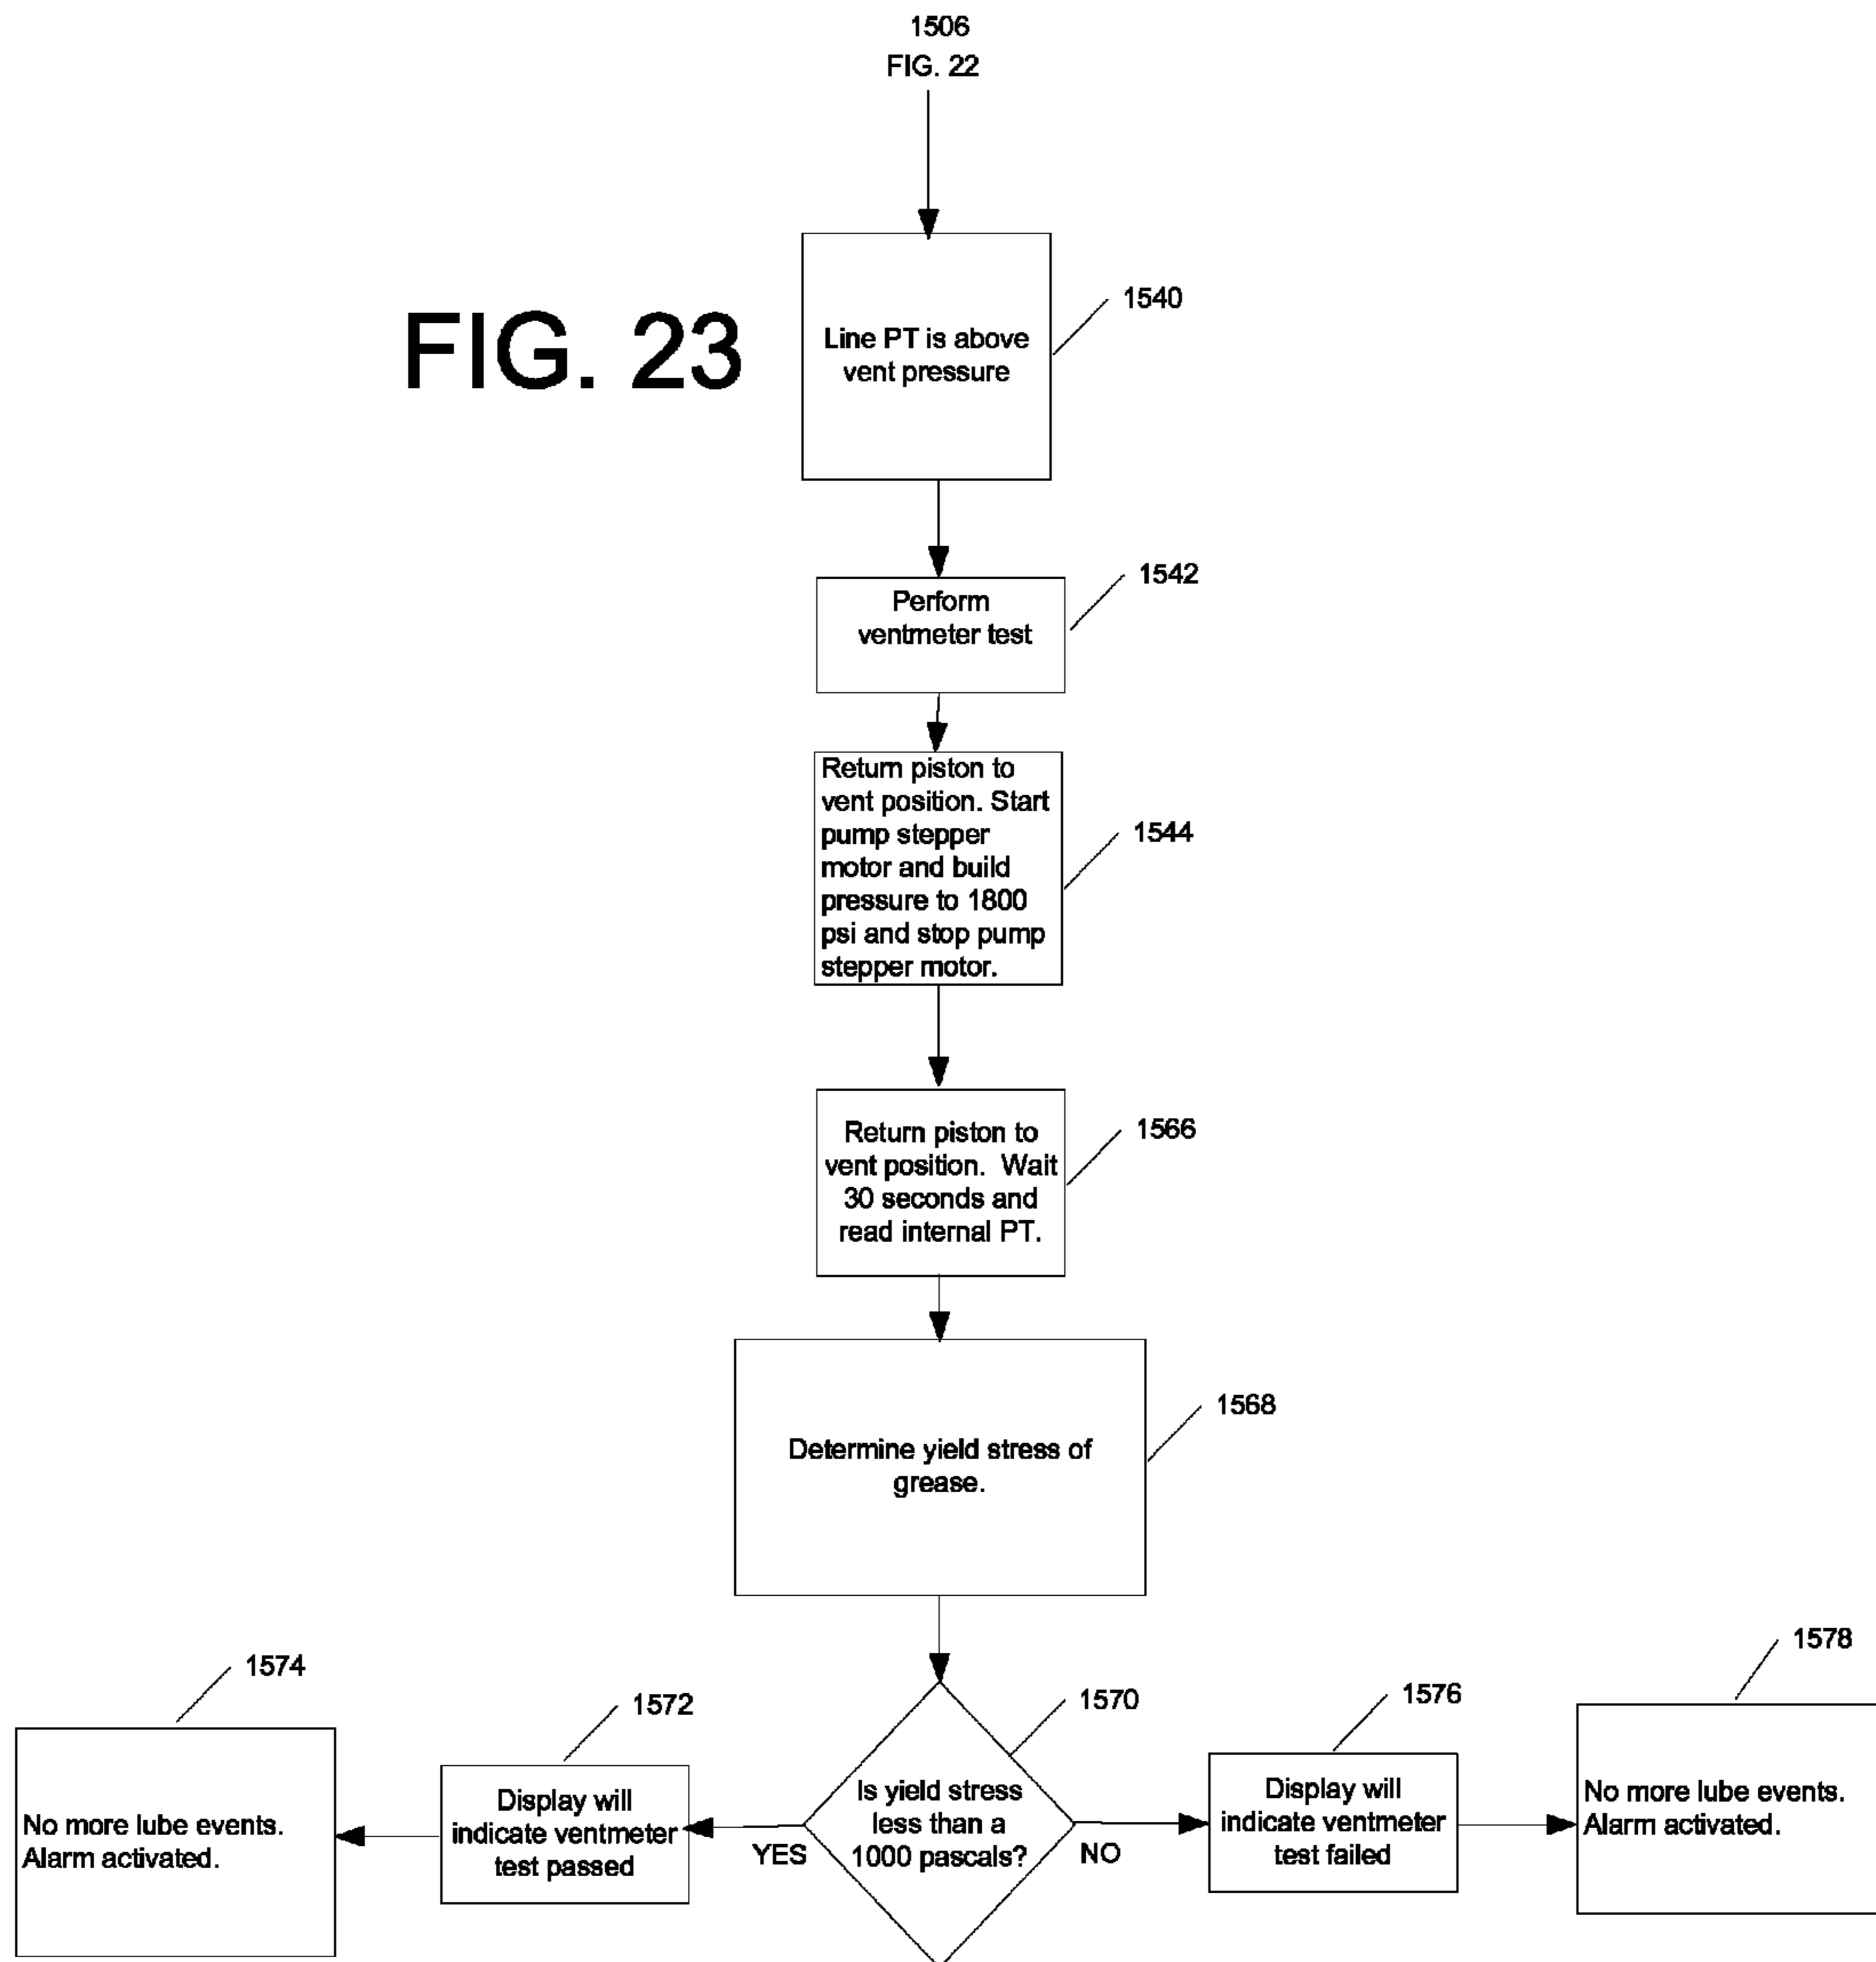 1506
FIG. 22
FIG. 23
Line PT is above
vent pressure
1540
Perform
ventmeter test
1542
Return piston to
vent position. Start
pump stepper
motor and build
pressure to 1800
psi and stop pump
stepper motor.
1544
Return piston to
vent position.  Wait
30 seconds and
read internal PT.
1566
Determine yield stress of
grease.
1568
1574
No more lube events.
Alarm activated.
1572
Display will
indicate ventmeter
test passed
YES
1570
Is yield stress
less than a
1000 pascals?
NO
1576
Display will
indicate ventmeter
test failed
1578
No more lube events.
Alarm activated.